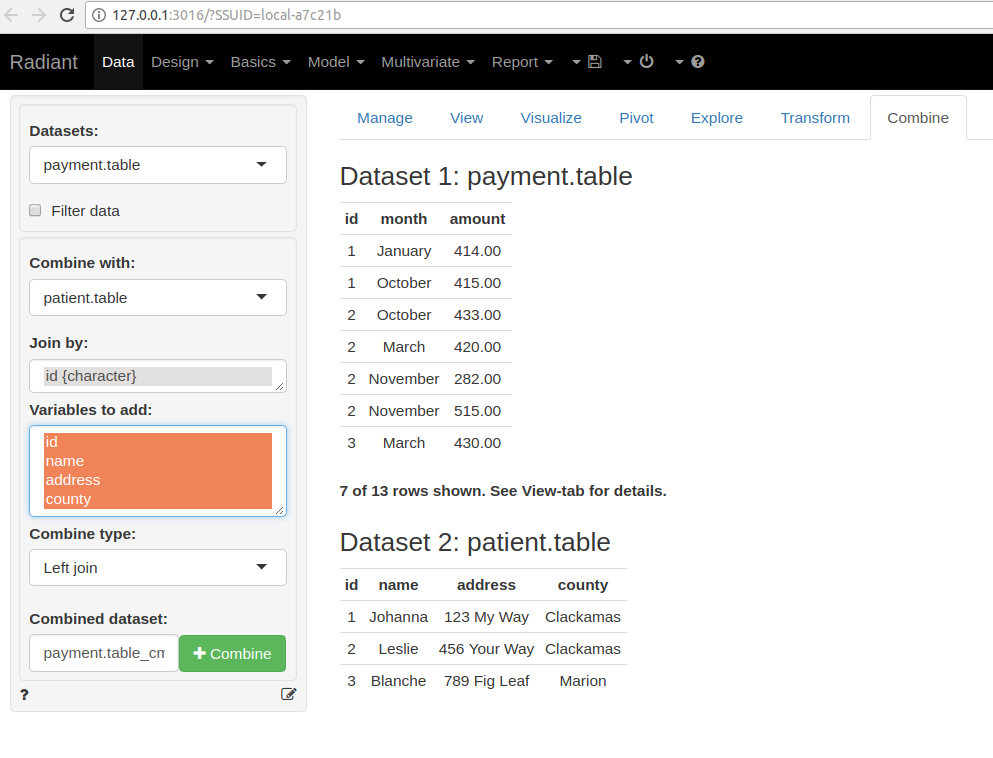 127.0.0.1:3016/?SSUID=local-a7c21b
Radiant Data Design Basics Model Multivariate Report ?
Datasets:
payment.table
Filter data
Combine with:
patient.table
Join by:
id {character}
Variables to add:
id
name
address
county
Combine type:
Left join
Combined dataset:
payment.table_cm
+ Combine
?
Manage View Visualize Pivot Explore Transform Combine
Dataset 1: payment.table
id month amount
1 January 414.00
1 October 415.00
2 October 433.00
2 March 420.00
2 November 282.00
2 November 515.00
3 March 430.00
7 of 13 rows shown. See View-tab for details.
Dataset 2: patient.table
id name address county
1 Johanna 123 My Way Clackamas
2 Leslie 456 Your Way Clackamas
3 Blanche 789 Fig Leaf Marion